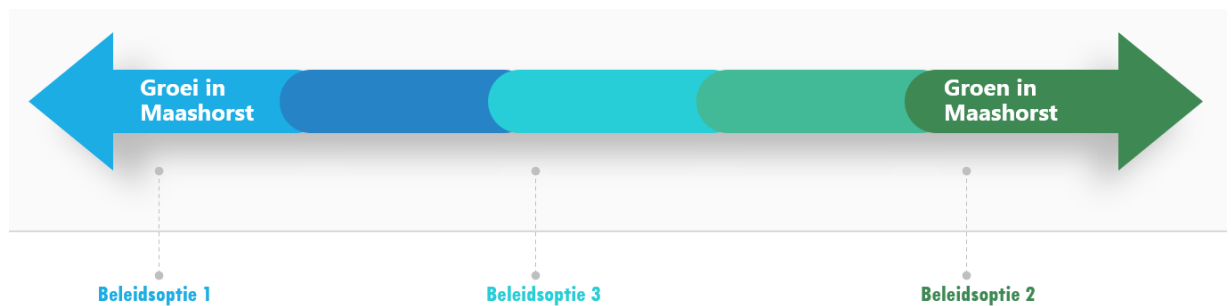 Groei in
Maashorst
Groen in
Maashorst
Beleidsoptie 1
Beleidsoptie 3
Beleidsoptie 2